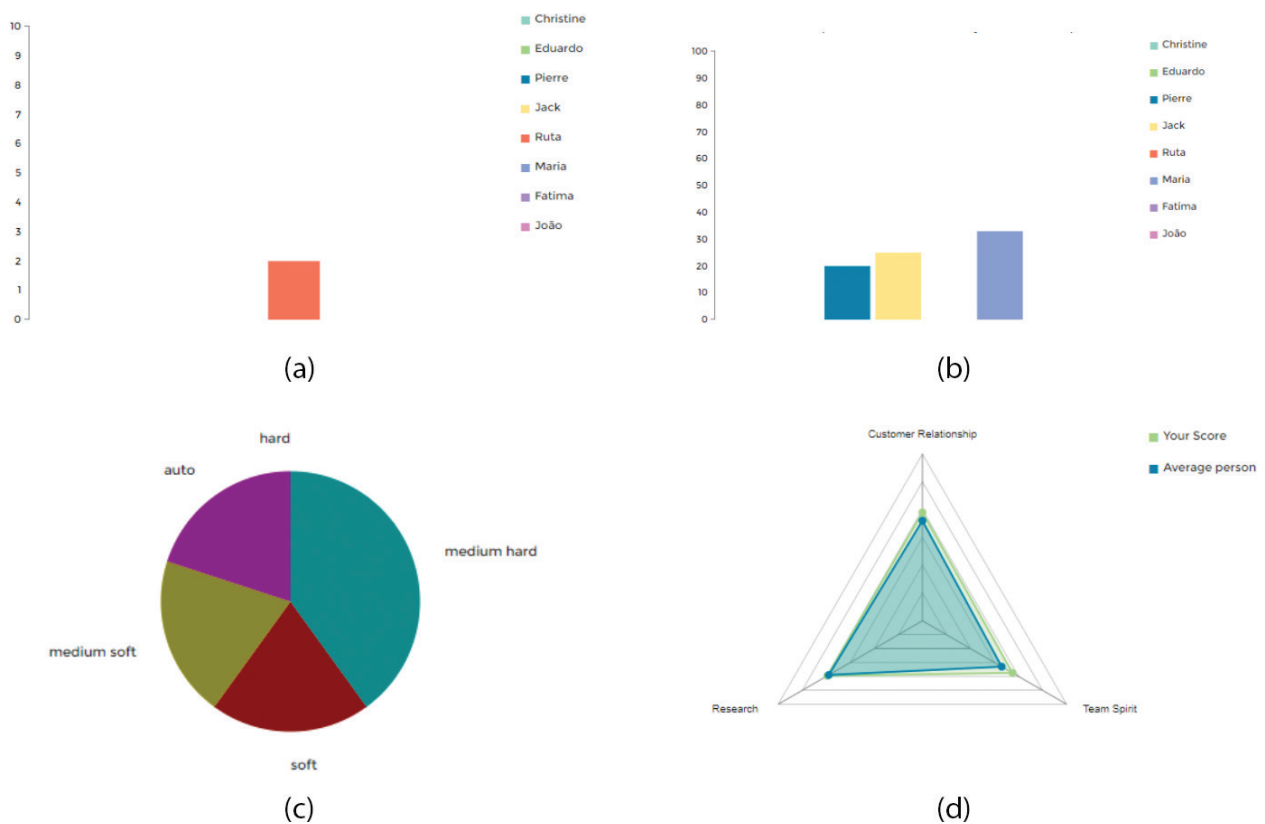 10
9
8
7
6
5
4
3
2
1
0
Christine
Eduardo
Pierre
Jack
Ruta
Maria
Fatima
João
(a)
100
90
80
70
60
50
40
30
20
10
0
Christine
Eduardo
Pierre
Jack
Ruta
Maria
Fatima
João
(b)
hard
auto
medium hard
medium soft
soft
(c)
Customer Relationship
Your Score
Average person
Research
Team Spirit
(d)